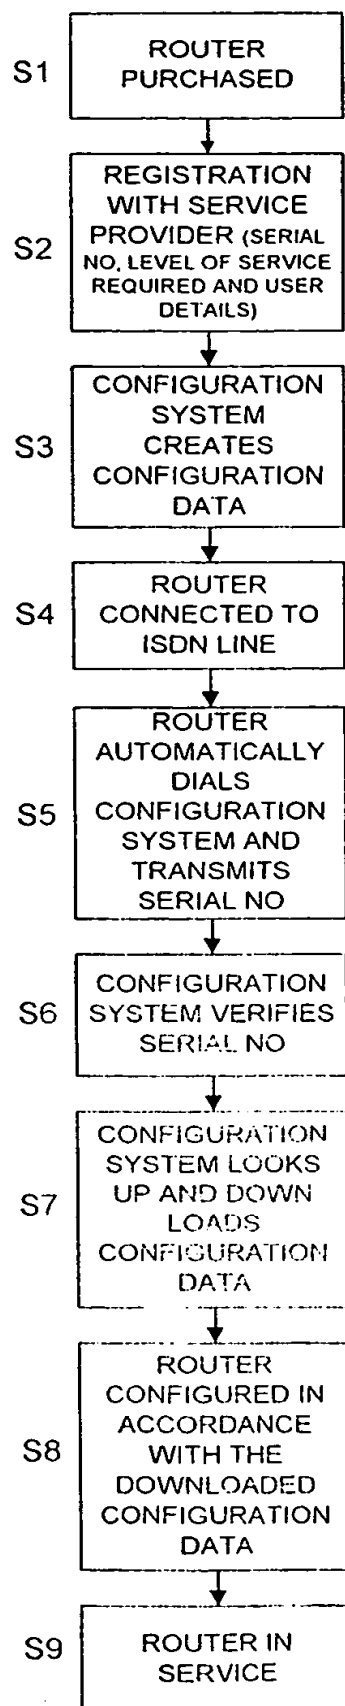 S1
ROUTER
PURCHASED
S2
REGISTRATION
WITH SERVICE
PROVIDER (SERIAL
NO, LEVEL OF SERVICE
REQUIRED AND USER
DETAILS)
S3
CONFIGURATION
SYSTEM
CREATES
CONFIGURATION
DATA
S4
ROUTER
CONNECTED TO
ISDN LINE
S5
ROUTER
AUTOMATICALLY
DIALS
CONFIGURATION
SYSTEM AND
TRANSMITS
SERIAL NO
S6
CONFIGURATION
SYSTEM VERIFIES
SERIAL NO
S7
CONFIGURATION
SYSTEM LOOKS
UP AND DOWN
LOADS
CONFIGURATION
DATA
S8
ROUTER
CONFIGURED IN
ACCORDANCE
WITH THE
DOWNLOADED
CONFIGURATION
DATA
S9
ROUTER IN
SERVICE